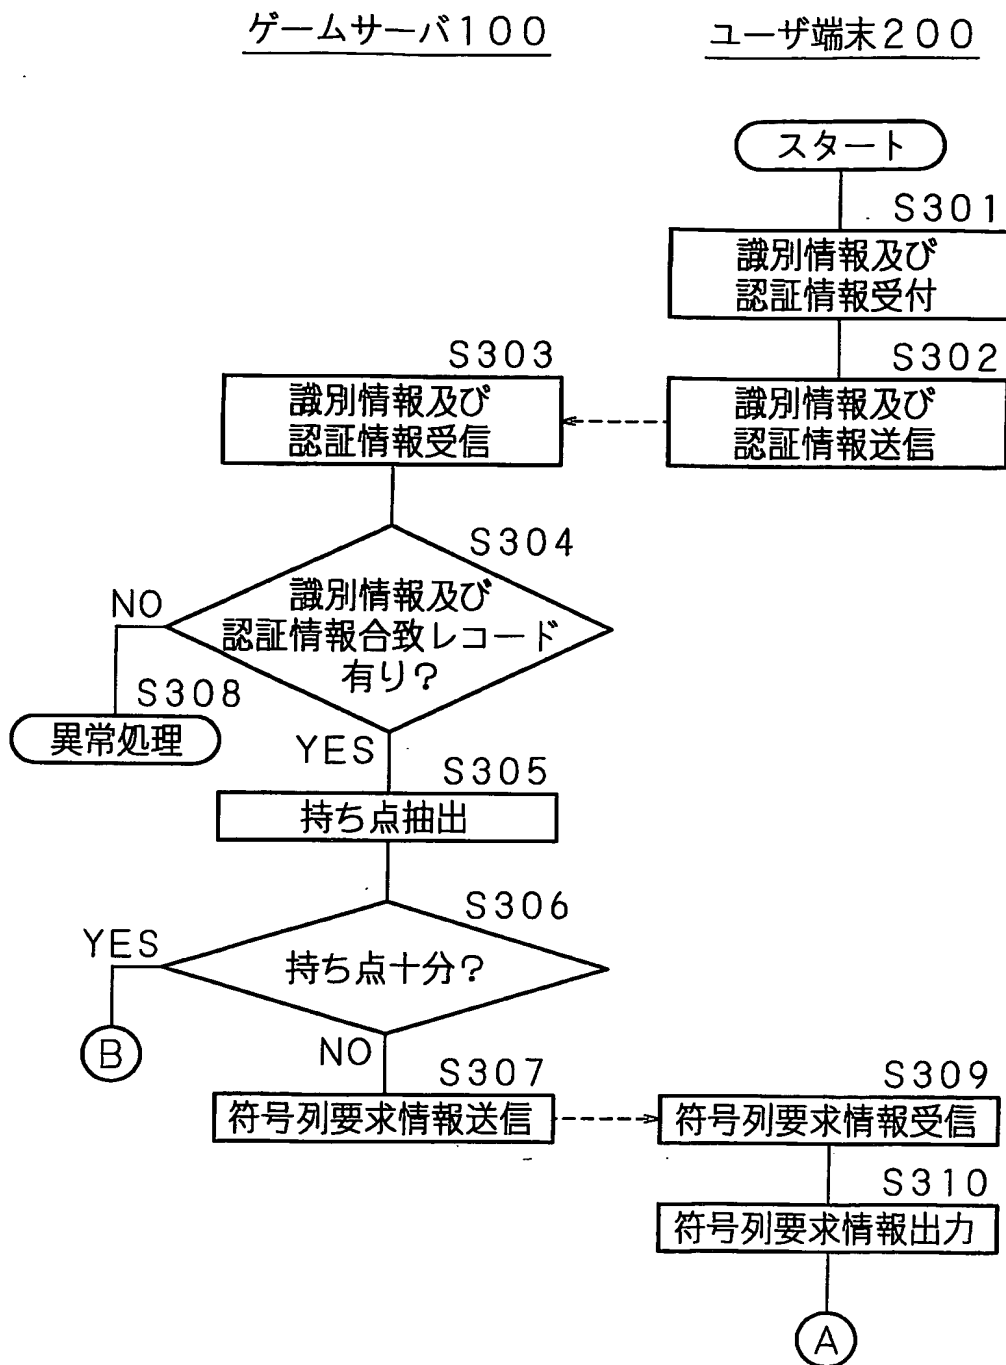 ゲームサーバ100
ユーザ端末200
スタート
S301
識別情報及び
認証情報受付
S302
識別情報及び
認証情報送信
S303
識別情報及び
認証情報受信
S304
識別情報及び
認証情報合致レコード
有り?
NO
S308
異常処理
YES
S305
持ち点抽出
S306
持ち点十分?
YES
B
NO
S307
符号列要求情報送信
S309
符号列要求情報受信
S310
符号列要求情報出力
A